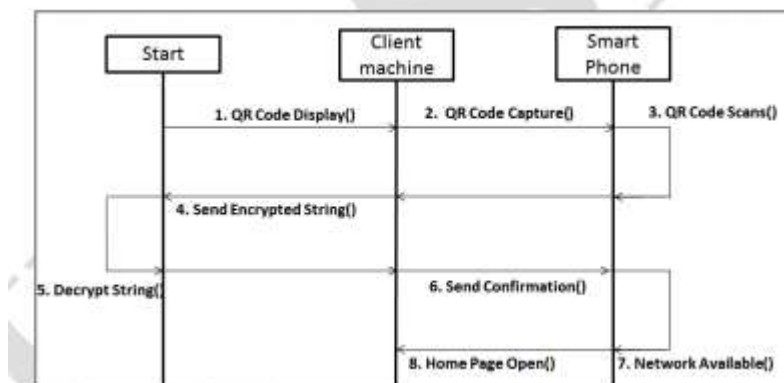 Start
Client
machine
Smart
Phone
1. QR Code Display()
2. QR Code Capture()
3. QR Code Scans()
4. Send Encrypted String()
5. Decrypt String()
6. Send Confirmation()
8. Home Page Open()
7. Network Available()